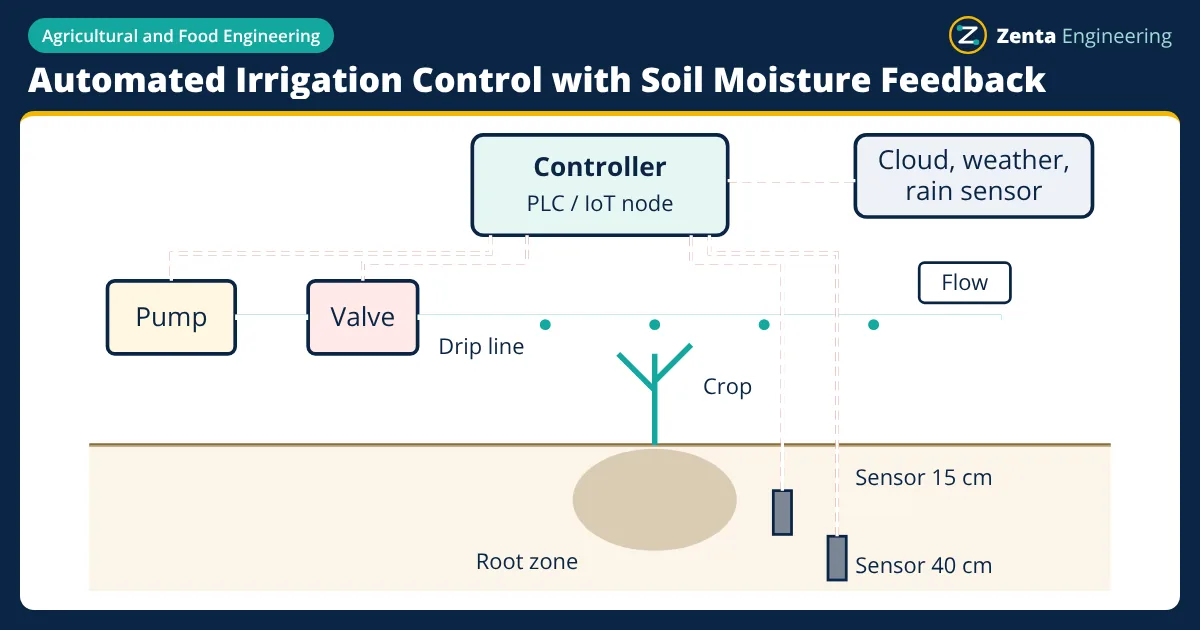 Agricultural and Food Engineering
Zenta Engineering
Automated Irrigation Control with Soil Moisture Feedback
Controller
PLC / IoT node
Cloud, weather,
rain sensor
Pump
Valve
Flow
Drip line
Crop
Sensor 15 cm
Root zone
Sensor 40 cm